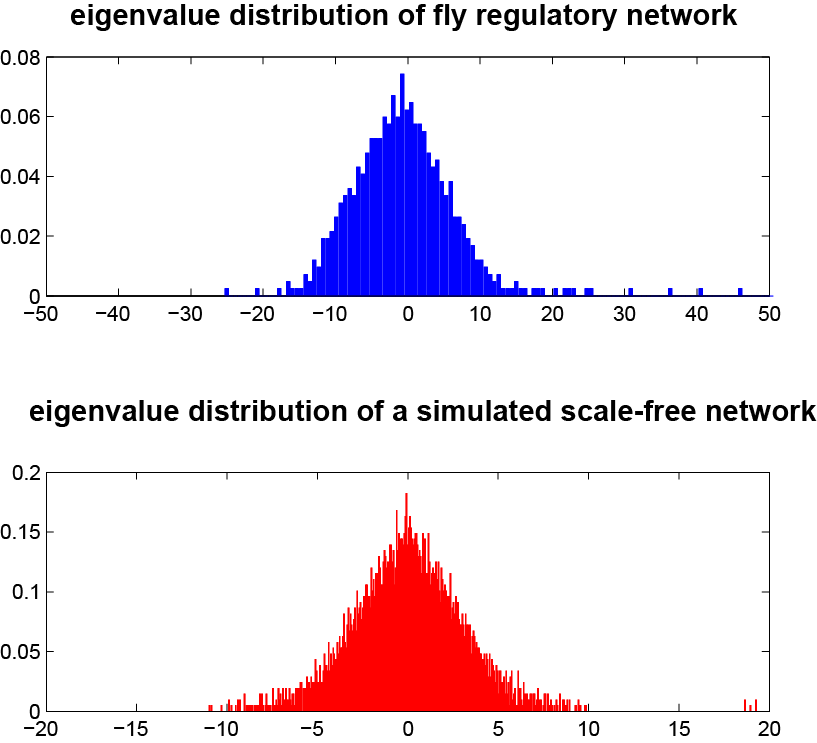 eigenvalue distribution of fly regulatory network
0.08
0.06
0.04
0.02
0
−50 −40 −30 −20 −10 0 10 20 30 40 50
eigenvalue distribution of a simulated scale-free network
0.2
0.15
0.1
0.05
0
−20 −15 −10 −5 0 5 10 15 20